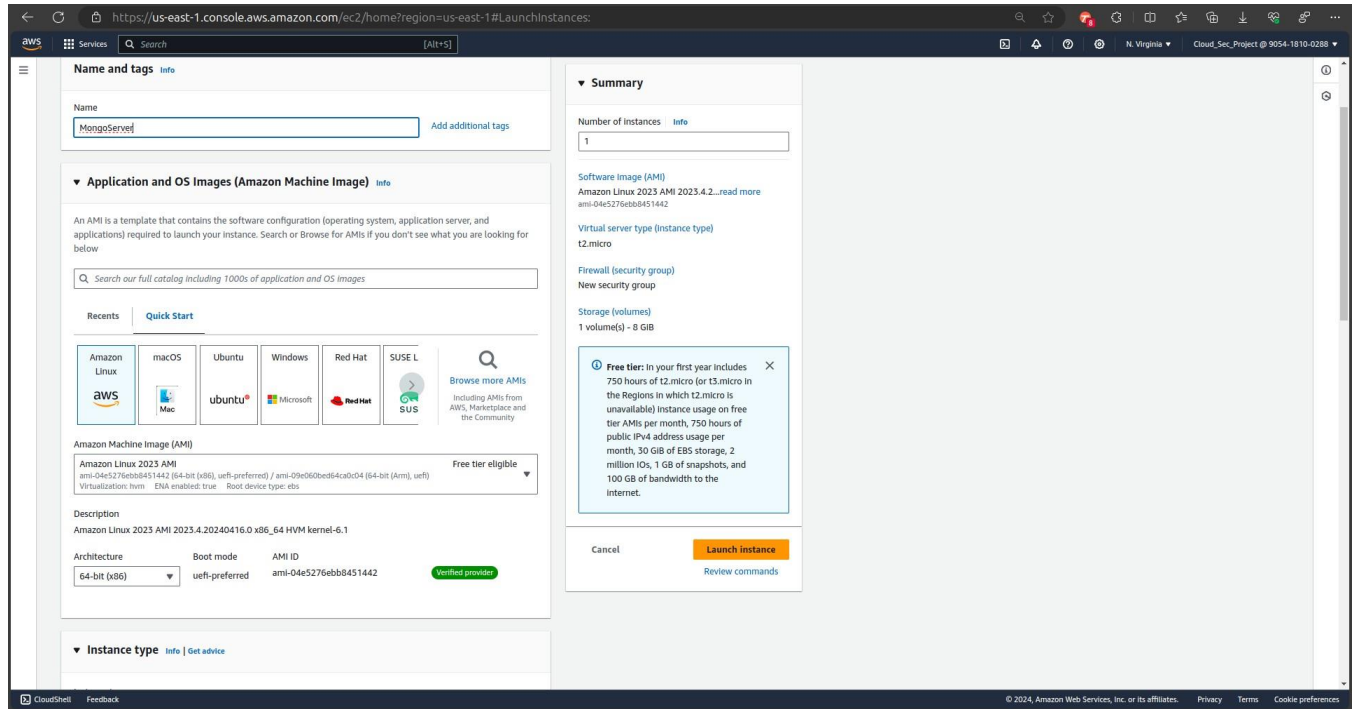 https://us-east-1.console.aws.amazon.com/ec2/home?region=us-east-1#LaunchInstances:
aws
Services
Search
[Alt+S]
N. Virginia
Cloud_Sec_Project @ 9054-1810-0288
Name and tags Info
Name
MongoServer
Add additional tags
Application and OS Images (Amazon Machine Image) Info
An AMI is a template that contains the software configuration (operating system, application server, and
applications) required to launch your instance. Search or Browse for AMIs if you don't see what you are looking for
below
Search our full catalog including 1000s of application and OS images
Recents
Quick Start
Amazon
Linux
aws
macOS
Mac
Ubuntu
ubuntu
Windows
Microsoft
Red Hat
Red Hat
SUSE L
SUS
Browse more AMIs
Including AMIs from
AWS, Marketplace and
the Community
Amazon Machine Image (AMI)
Amazon Linux 2023 AMI
Free tier eligible
ami-04e5276ebb8451442 (64-bit (x86), uefi-preferred) / ami-09e060bed64ca0c04 (64-bit (Arm), uefi)
Virtualization: hvm ENA enabled: true Root device type: ebs
Description
Amazon Linux 2023 AMI 2023.4.20240416.0 x86_64 HVM kernel-6.1
Architecture
Boot mode
AMI ID
64-bit (x86)
uefi-preferred
ami-04e5276ebb8451442
Verified provider
Instance type Info | Get advice
Summary
Number of instances Info
1
Software Image (AMI)
Amazon Linux 2023 AMI 2023.4.2...read more
ami-04e5276ebb8451442
Virtual server type (instance type)
t2.micro
Firewall (security group)
New security group
Storage (volumes)
1 volume(s) - 8 GiB
Free tier: In your first year includes
750 hours of t2.micro (or t3.micro in
the Regions in which t2.micro is
unavailable) instance usage on free
tier AMIs per month, 750 hours of
public IPv4 address usage per
month, 30 GiB of EBS storage, 2
million IOs, 1 GB of snapshots, and
100 GB of bandwidth to the
internet.
Cancel
Launch instance
Review commands
CloudShell
Feedback
© 2024, Amazon Web Services, Inc. or its affiliates.
Privacy
Terms
Cookie preferences